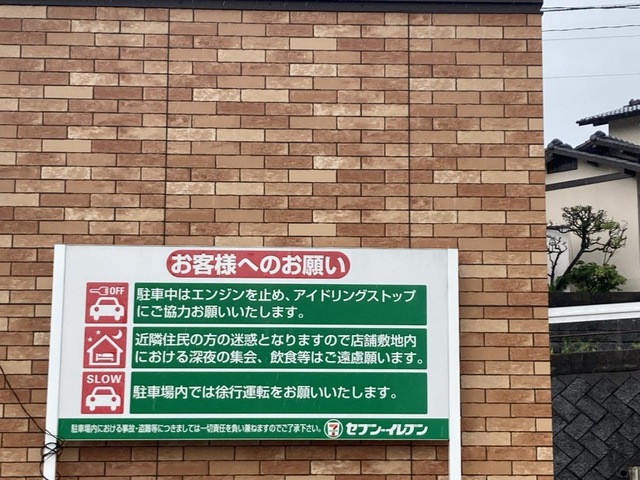 お客様へのお願い
OFF
駐車中はエンジンを止め、アイドリングストップ
にご協力お願いいたします。
近隣住民の方の迷惑となりますので店舗敷地内
における深夜の集会、飲食等はご遠慮願います。
SLOW
駐車場内では徐行運転をお願いいたします。
駐車場内における事故・盗難等につきましては一切責任を負い兼ねますのでご了承下さい。
7 セブン-イレブン